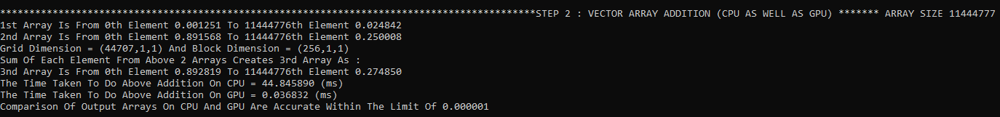 ********************************************************************************************STEP 2 : VECTOR ARRAY ADDITION (CPU AS WELL AS GPU) ******* ARRAY SIZE 11444777
1st Array Is From 0th Element 0.001251 To 11444776th Element 0.024842
2nd Array Is From 0th Element 0.891568 To 11444776th Element 0.250008
Grid Dimension = (44707,1,1) And Block Dimension = (256,1,1)
Sum Of Each Element From Above 2 Arrays Creates 3rd Array As :
3nd Array Is From 0th Element 0.892819 To 11444776th Element 0.274850
The Time Taken To Do Above Addition On CPU = 44.845890 (ms)
The Time Taken To Do Above Addition On GPU = 0.036832 (ms)
Comparison Of Output Arrays On CPU And GPU Are Accurate Within The Limit Of 0.000001